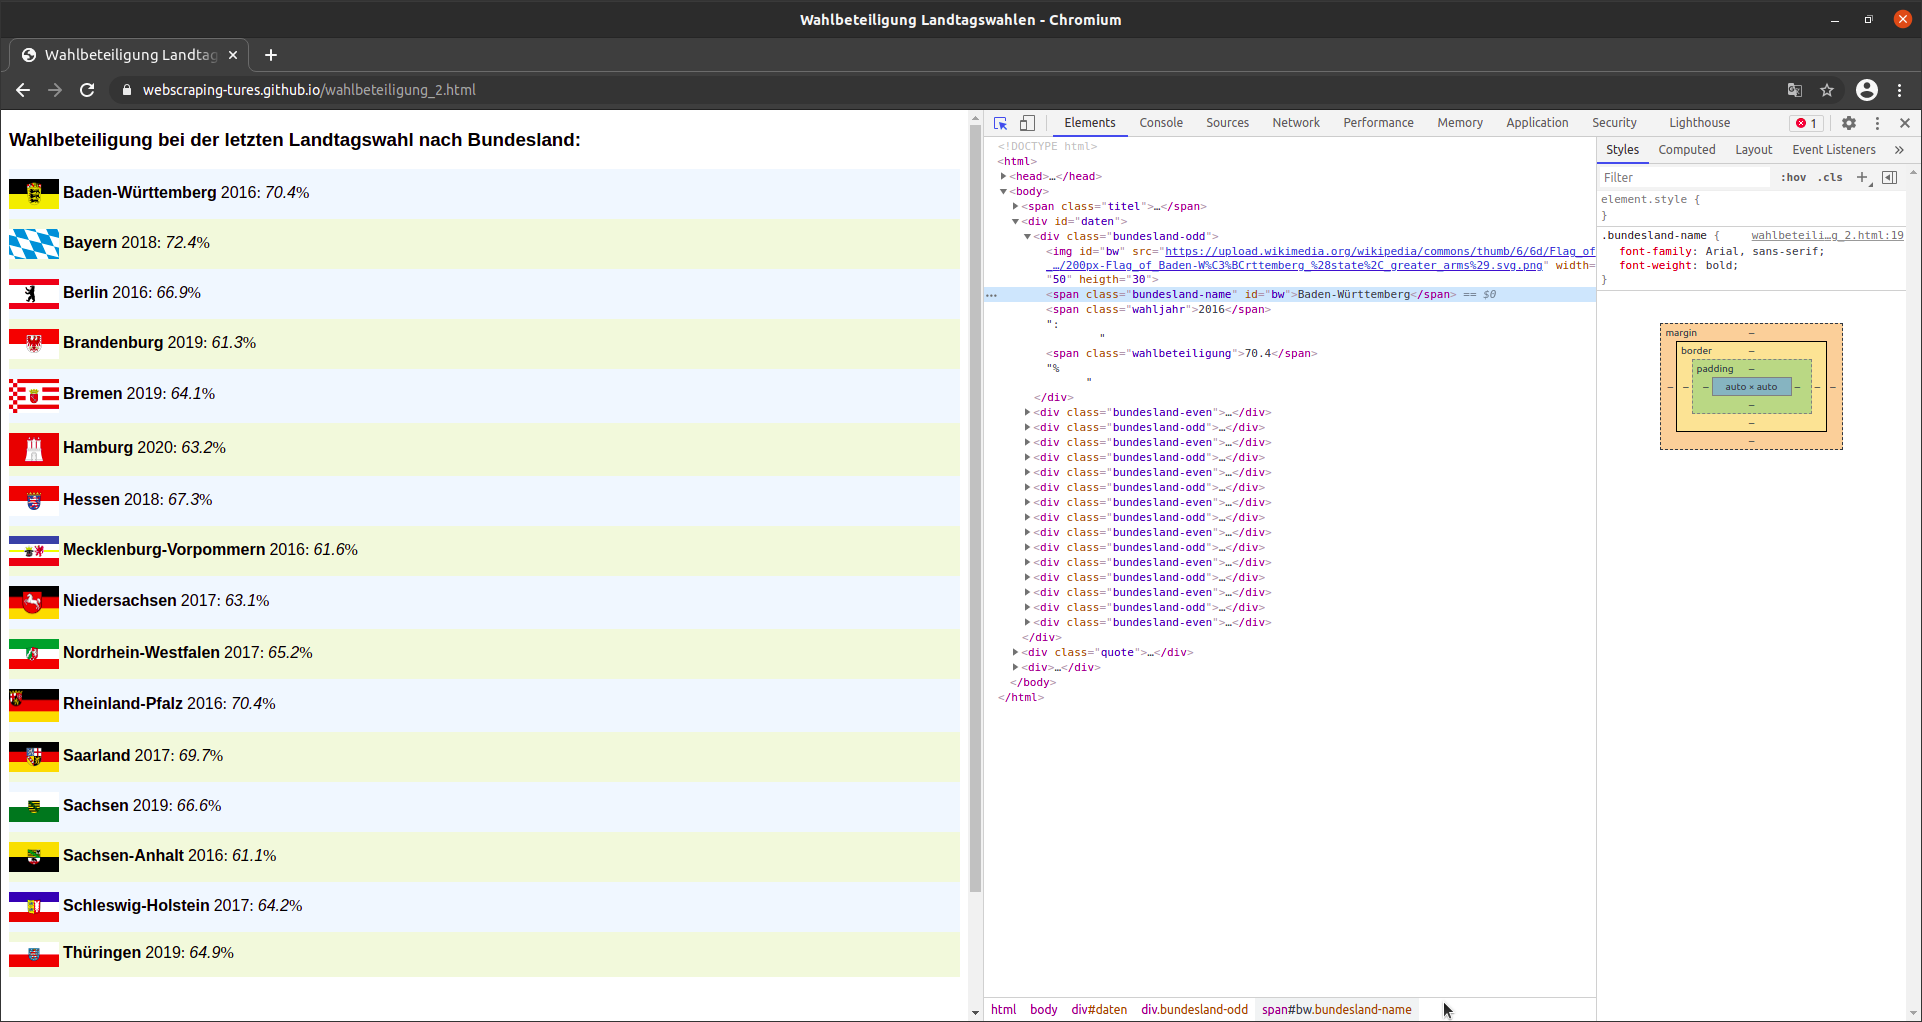 Wahlbeteiligung Landtagswahlen - Chromium
Wahlbeteiligung Landtag
webscraping-tures.github.io/wahlbeteiligung_2.html
Wahlbeteiligung bei der letzten Landtagswahl nach Bundesland:
Baden-Württemberg 2016: 70.4%
Bayern 2018: 72.4%
Berlin 2016: 66.9%
Brandenburg 2019: 61.3%
Bremen 2019: 64.1%
Hamburg 2020: 63.2%
Hessen 2018: 67.3%
Mecklenburg-Vorpommern 2016: 61.6%
Niedersachsen 2017: 63.1%
Nordrhein-Westfalen 2017: 65.2%
Rheinland-Pfalz 2016: 70.4%
Saarland 2017: 69.7%
Sachsen 2019: 66.6%
Sachsen-Anhalt 2016: 61.1%
Schleswig-Holstein 2017: 64.2%
Thüringen 2019: 64.9%
Elements Console Sources Network Performance Memory Application Security Lighthouse 1
<!DOCTYPE html>
<html>
<head>…</head>
<body>
<span class="titel">…</span>
<div id="daten">
<div class="bundesland-odd">
<img id="bw" src="https://upload.wikimedia.org/wikipedia/commons/thumb/6/6d/Flag_of
_…/200px-Flag_of_Baden-W%C3%BCrttemberg_%28state%2C_greater_arms%29.svg.png" width=
"50" heigth="30">
<span class="bundesland-name" id="bw">Baden-Württemberg</span> == $0
<span class="wahljahr">2016</span>
":
"
<span class="wahlbeteiligung">70.4</span>
"%
"
</div>
<div class="bundesland-even">…</div>
<div class="bundesland-odd">…</div>
<div class="bundesland-even">…</div>
<div class="bundesland-odd">…</div>
<div class="bundesland-even">…</div>
<div class="bundesland-odd">…</div>
<div class="bundesland-even">…</div>
<div class="bundesland-odd">…</div>
<div class="bundesland-even">…</div>
<div class="bundesland-odd">…</div>
<div class="bundesland-even">…</div>
<div class="bundesland-odd">…</div>
<div class="bundesland-even">…</div>
<div class="bundesland-odd">…</div>
<div class="bundesland-even">…</div>
</div>
<div class="quote">…</div>
<div>…</div>
</body>
</html>
html body div#daten div.bundesland-odd span#bw.bundesland-name
Styles Computed Layout Event Listeners »
Filter :hov .cls +
element.style {
}
.bundesland-name { wahlbeteili…g_2.html:19
font-family: Arial, sans-serif;
font-weight: bold;
}
margin –
border –
padding –
– – – auto × auto – – –
–
–
–